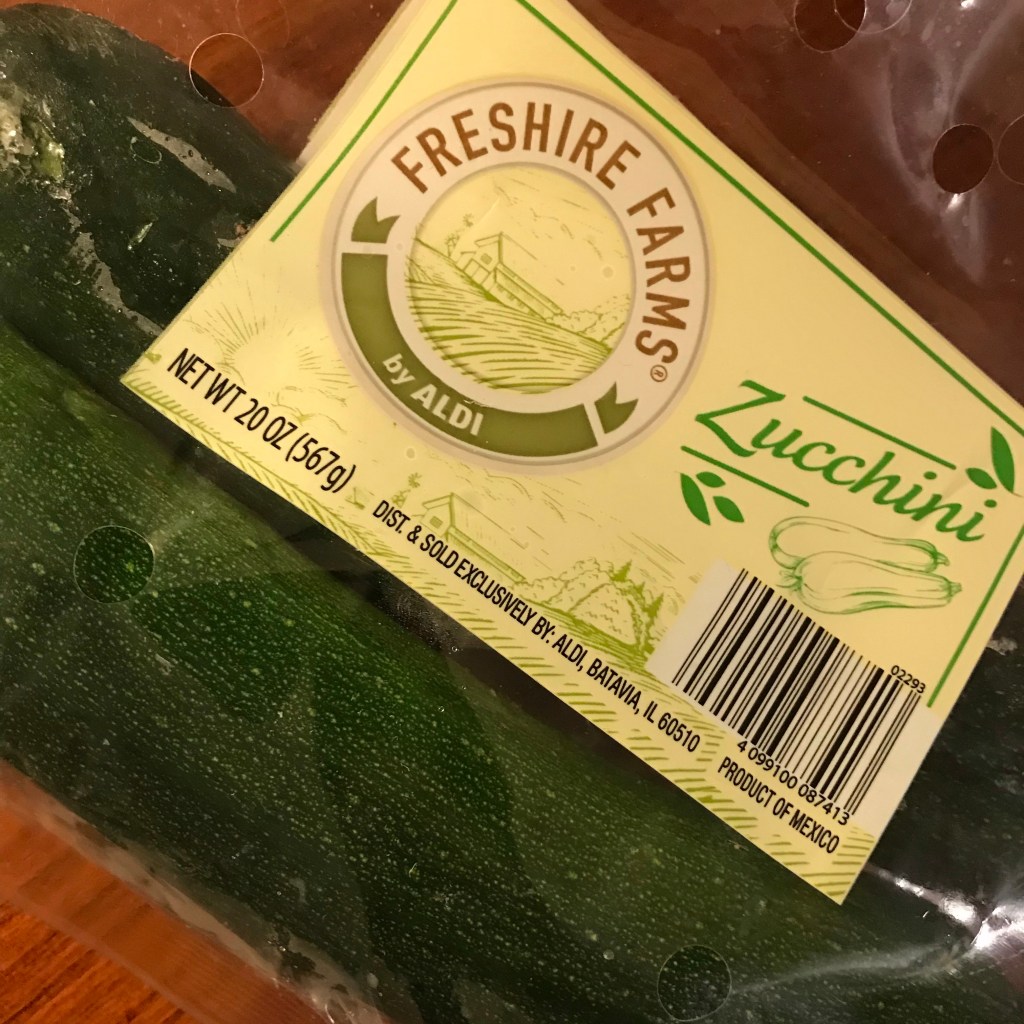 FRESHIRE FARMS®
by ALDI
Zucchini
NET WT 20 OZ (567g)
DIST. & SOLD EXCLUSIVELY BY: ALDI, BATAVIA, IL 60510
02293
4 099100 087413
PRODUCT OF MEXICO